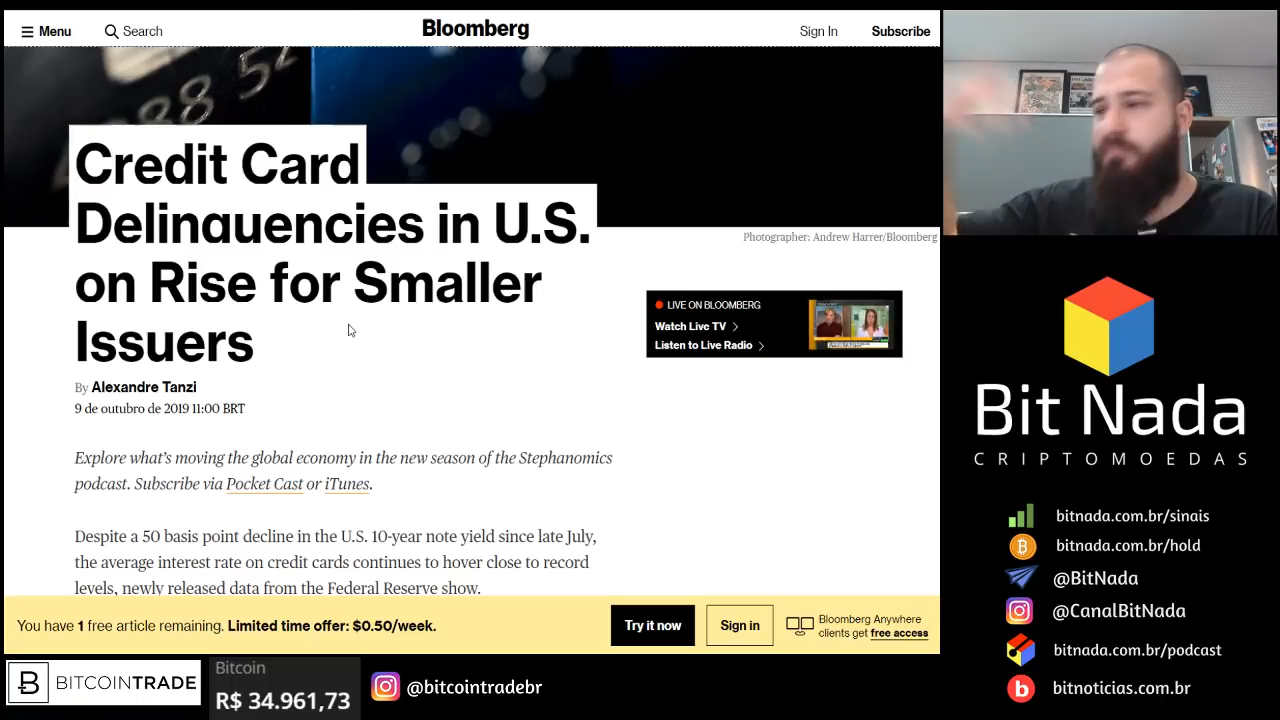 Menu
Search
Bloomberg
Sign In
Subscribe
Credit Card
Delinquencies in U.S.
on Rise for Smaller
Issuers
Photographer: Andrew Harrer/Bloomberg
LIVE ON BLOOMBERG
Watch Live TV
Listen to Live Radio
By Alexandre Tanzi
9 de outubro de 2019 11:00 BRT
Explore what's moving the global economy in the new season of the Stephanomics
podcast. Subscribe via Pocket Cast or iTunes.
Despite a 50 basis point decline in the U.S. 10-year note yield since late July,
the average interest rate on credit cards continues to hover close to record
levels, newly released data from the Federal Reserve show.
You have 1 free article remaining. Limited time offer: $0.50/week.
Try it now
Sign in
Bloomberg Anywhere
clients get free access
BITCOINTRADE
Bitcoin
R$ 34.961,73
@bitcointradebr
Bit Nada
CRIPTOMOEDAS
bitnada.com.br/sinais
bitnada.com.br/hold
@BitNada
@CanalBitNada
bitnada.com.br/podcast
bitnoticias.com.br